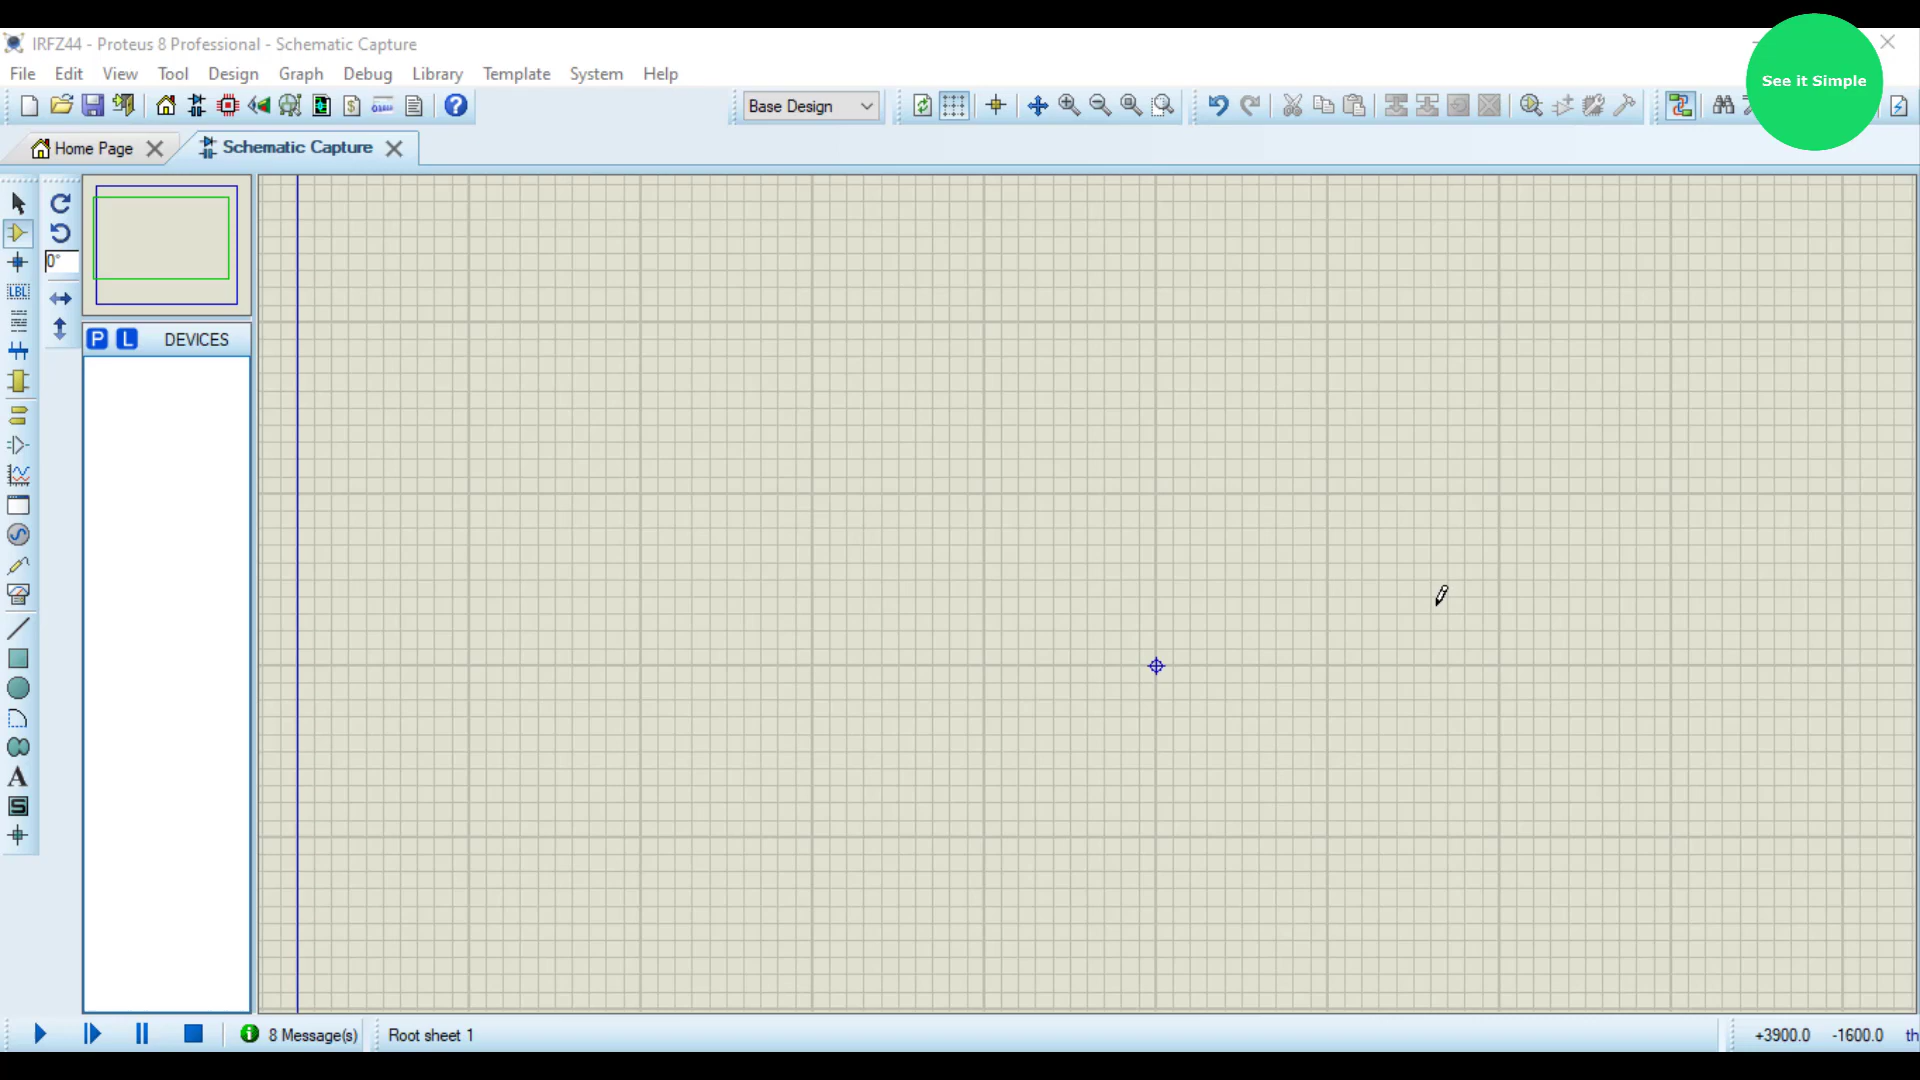 IRFZ44 - Proteus 8 Professional - Schematic Capture
See it Simple
File Edit View Tool Design Graph Debug Library Template System Help
Base Design
Home Page
Schematic Capture
0°
LBL
P L DEVICES
A
S
8 Message(s)
Root sheet 1
+3900.0 -1600.0 th